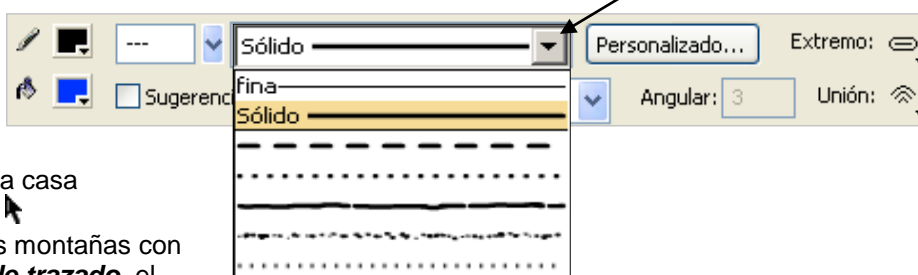 --- Sólido Personalizado... Extremo:
Sugerenci Angular: 3 Unión:
fina
Sólido
a casa
s montañas con
de trazado, el